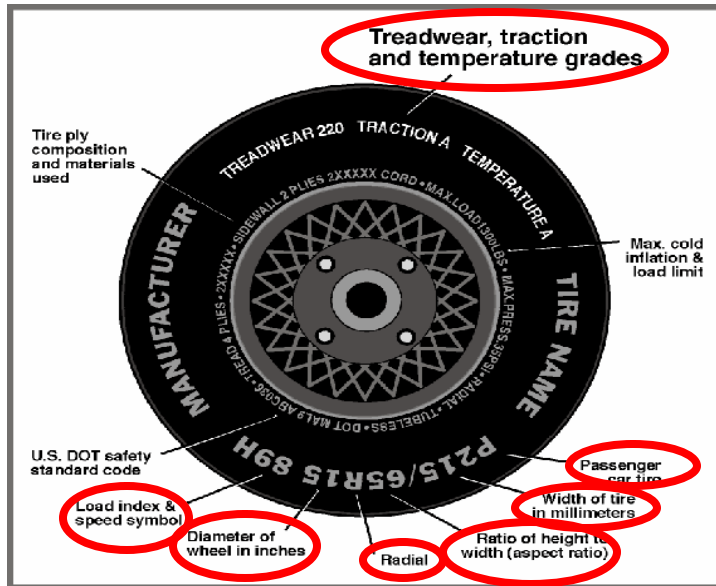 Treadwear, traction
and temperature grades
Tire ply
composition
and materials
used
TREADWEAR 220 TRACTION A TEMPERATURE A
SIDEWALL 2 PLIES 2XXXXX CORD • MAX.LOAD 1300LBS • MAX.PRESS.35PSI • RADIAL • TUBELESS • DOT MAL9 ABC036 • TREAD 4 PLIES • 2XXXXX •
Max. cold
inflation &
load limit
MANUFACTURER
TIRE NAME
P215/65R15 89H
U.S. DOT safety
standard code
Passenger
car tire
Load index &
speed symbol
Width of tire
in millimeters
Diameter of
wheel in inches
Radial
Ratio of height to
width (aspect ratio)